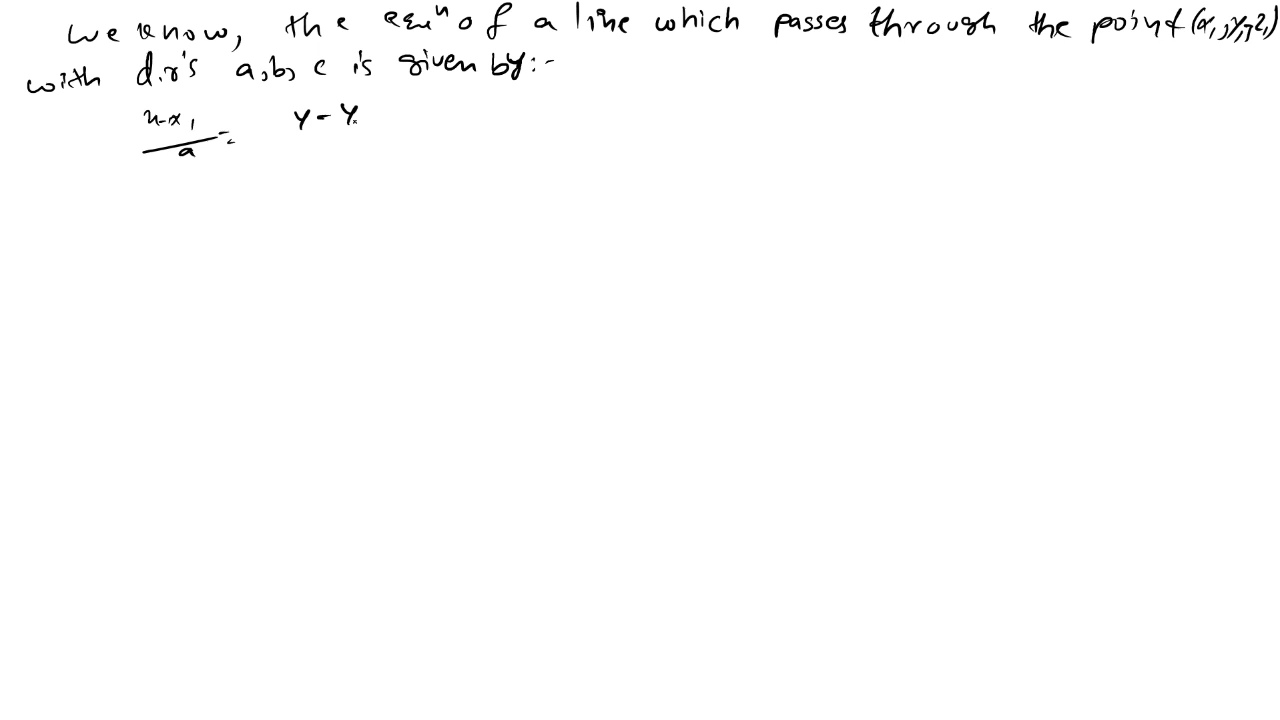 we know, the equⁿ of a line which passes through the point (x₁, y₁, z₁)
with d.r's a, b, c is given by:-
x-x₁/a = y-y₁